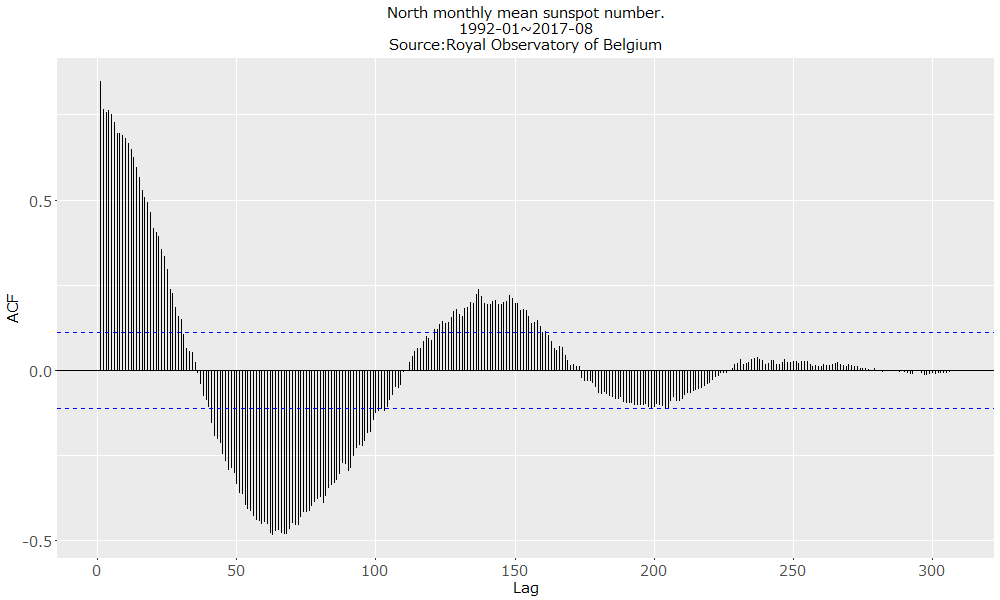 North monthly mean sunspot number.
1992-01~2017-08
Source:Royal Observatory of Belgium
ACF
0.5
0.0
-0.5
0 50 100 150 200 250 300
Lag